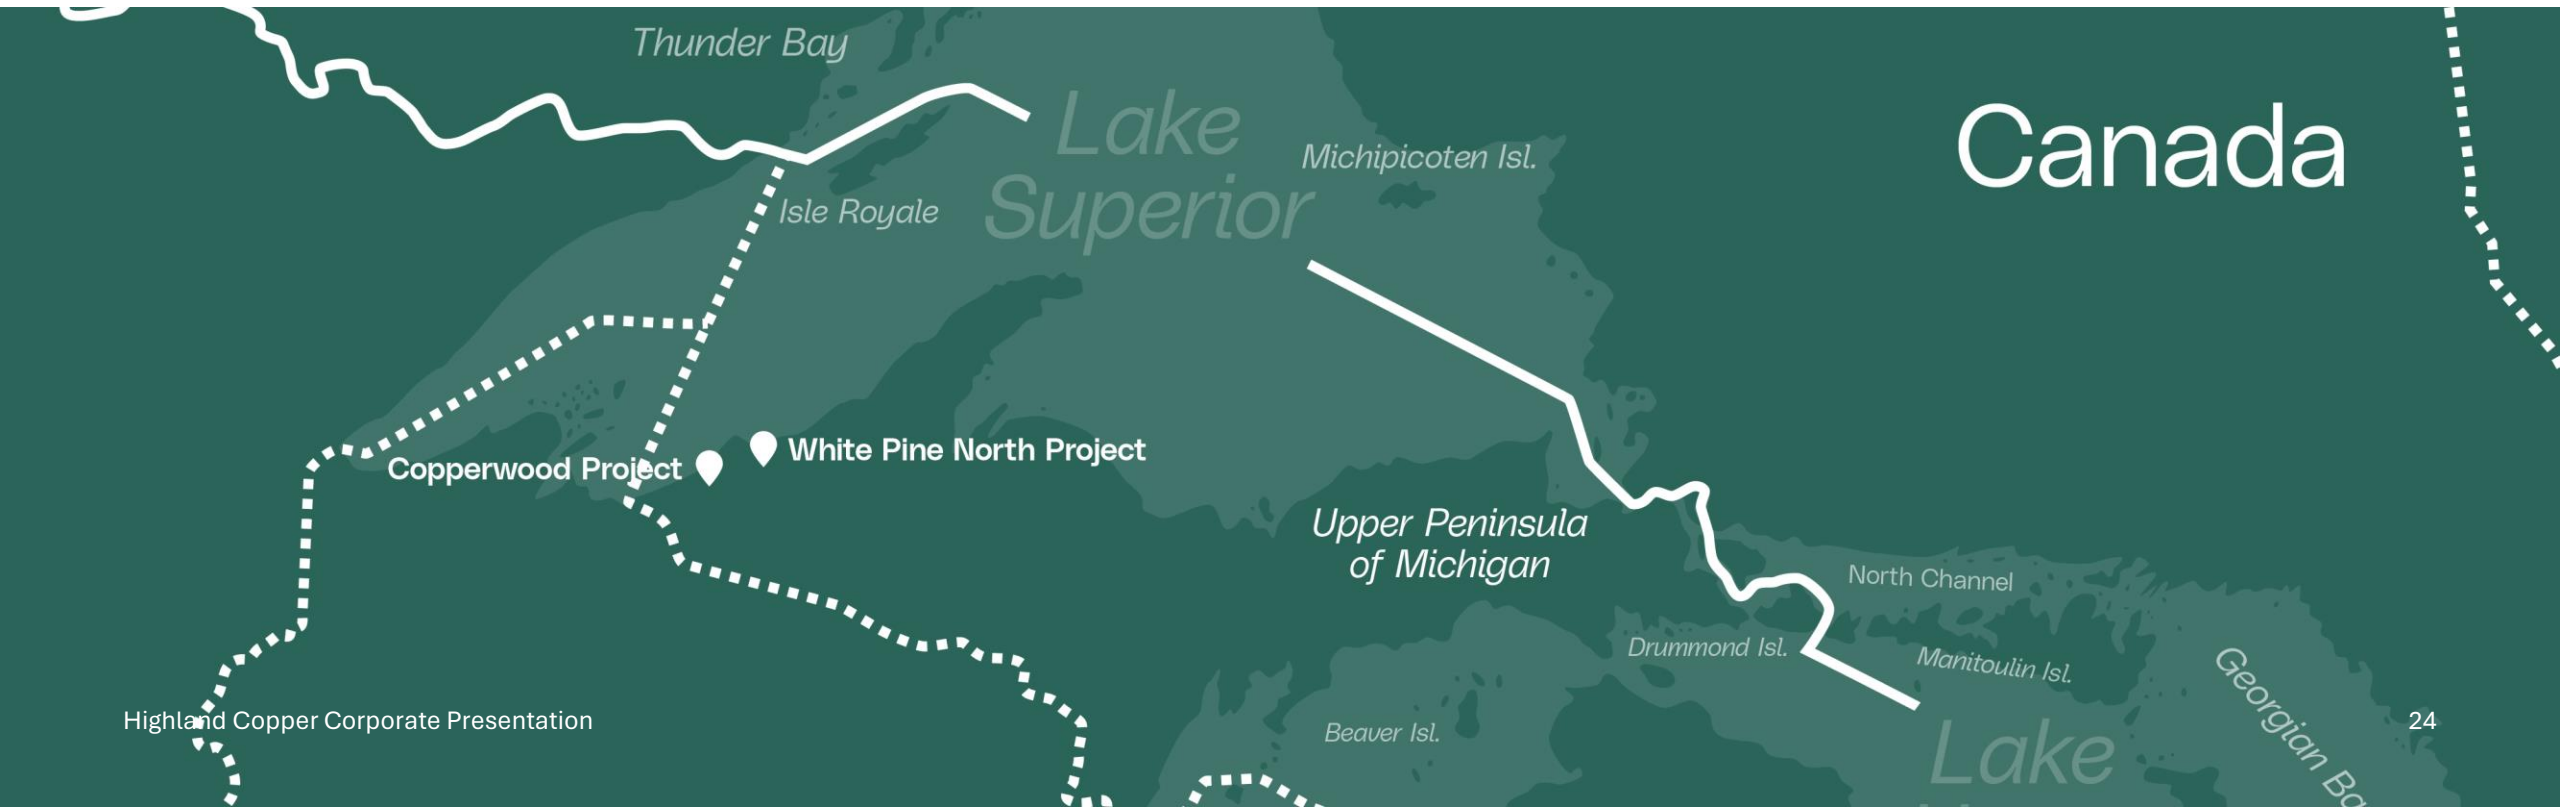 Thunder Bay
Lake
Superior
Michipicoten Isl.
Canada
Isle Royale
Copperwood Project
White Pine North Project
Upper Peninsula
of Michigan
North Channel
Drummond Isl.
Manitoulin Isl.
Georgian
Beaver Isl.
Lake
Highland Copper Corporate Presentation
24